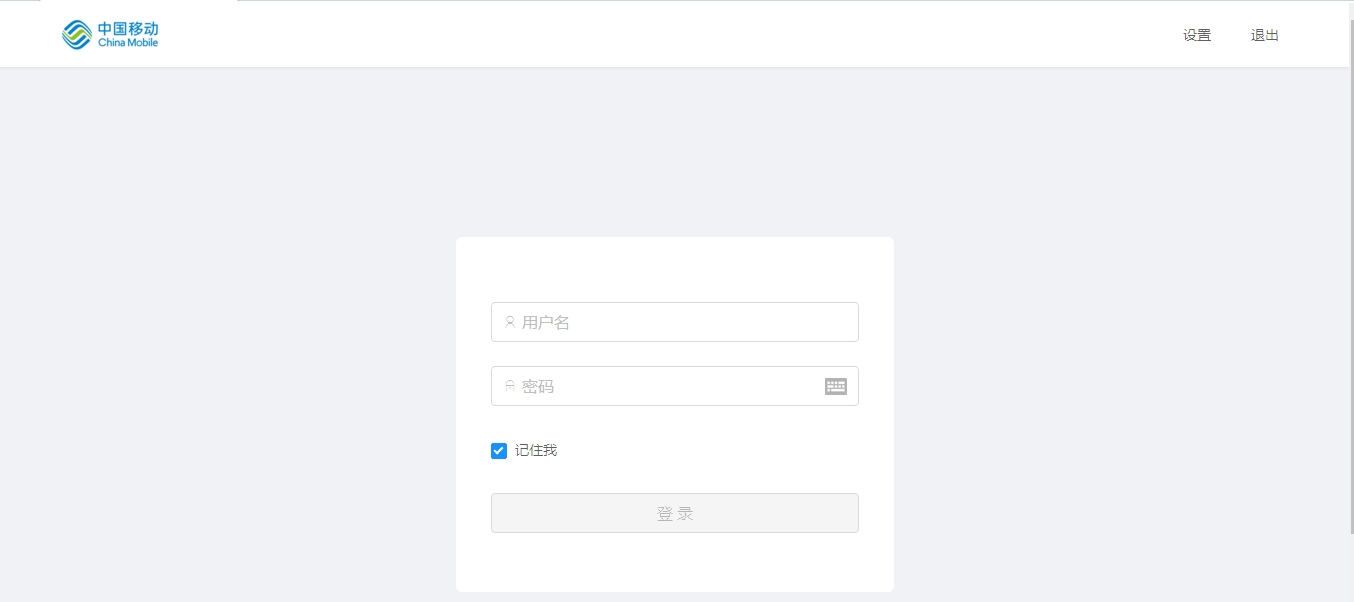 中国移动
China Mobile
设置 退出
用户名
密码
记住我
登 录